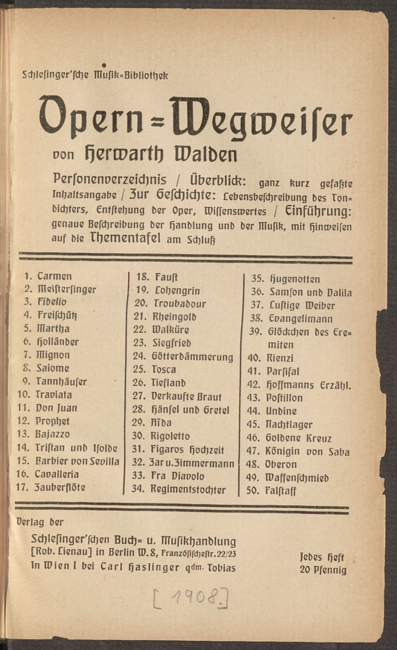 Schlesinger'sche Musik=Bibliothek
Opern=Wegweiser
von Herwarth Walden
Personenverzeichnis / Überblick: ganz kurz gefaßte
Inhaltsangabe / Zur Geschichte: Lebensbeschreibung des Ton=
dichters, Entstehung der Oper, Wissenswertes / Einführung:
genaue Beschreibung der Handlung und der Musik, mit Hinweisen
auf die Thementafel am Schluß
1. Carmen
2. Meistersinger
3. Fidelio
4. Freischütz
5. Martha
6. Holländer
7. Mignon
8. Salome
9. Tannhäuser
10. Traviata
11. Don Juan
12. Prophet
13. Bajazzo
14. Tristan und Isolde
15. Barbier von Sevilla
16. Cavalleria
17. Zauberflöte
18. Faust
19. Lohengrin
20. Troubadour
21. Rheingold
22. Walküre
23. Siegfried
24. Götterdämmerung
25. Tosca
26. Tiefland
27. Verkaufte Braut
28. Hänsel und Gretel
29. Aïda
30. Rigoletto
31. Figaros Hochzeit
32. Zar u. Zimmermann
33. Fra Diavolo
34. Regimentstochter
35. Hugenotten
36. Samson und Dalila
37. Lustige Weiber
38. Evangelimann
39. Glöckchen des Ere=
miten
40. Rienzi
41. Parsifal
42. Hoffmanns Erzähl.
43. Postillon
44. Undine
45. Nachtlager
46. Goldene Kreuz
47. Königin von Saba
48. Oberon
49. Waffenschmied
50. Falstaff
Verlag der
Schlesinger'schen Buch= u. Musikhandlung
[Rob. Lienau] in Berlin W. 8, Französischestr. 22/23
In Wien I bei Carl Haslinger qdm. Tobias
Jedes Heft
20 Pfennig
[1908.]